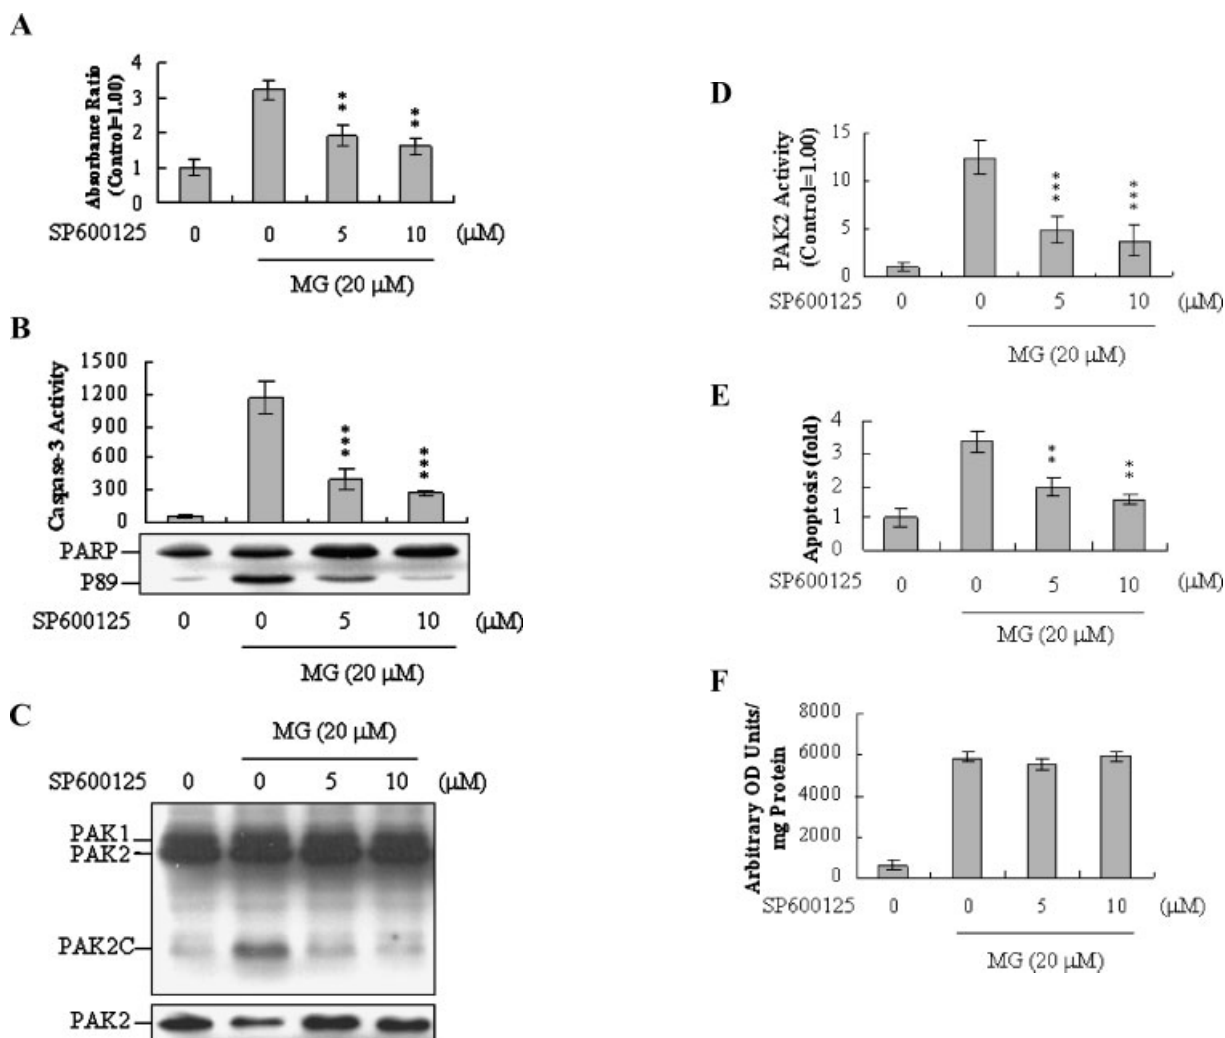 A
Absorbance Ratio
(Control=1.00)
4
3
2
1
0
** **
SP600125 0 0 5 10 (μM)
MG (20 μM)
B
Caspase-3 Activity
1500
1200
900
600
300
0
*** ***
PARP
P89
SP600125 0 0 5 10 (μM)
MG (20 μM)
C
MG (20 μM)
SP600125 0 0 5 10 (μM)
PAK1
PAK2
PAK2C
PAK2
D
PAK2 Activity
(Control=1.00)
15
10
5
0
*** ***
SP600125 0 0 5 10 (μM)
MG (20 μM)
E
Apoptosis (fold)
4
3
2
1
0
** **
SP600125 0 0 5 10 (μM)
MG (20 μM)
F
Arbitrary OD Units/
mg Protein
8000
6000
4000
2000
0
SP600125 0 0 5 10 (μM)
MG (20 μM)